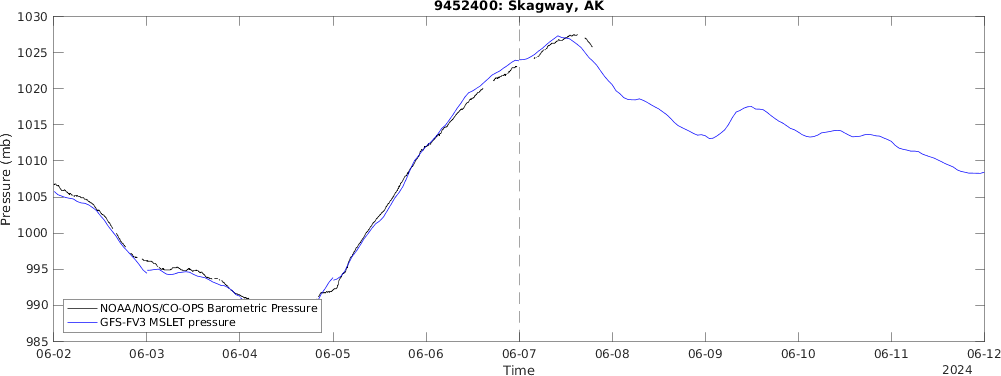 9452400: Skagway, AK
1030
1025
1020
1015
1010
1005
1000
995
990
985
Pressure (mb)
NOAA/NOS/CO-OPS Barometric Pressure
GFS-FV3 MSLET pressure
06-02 06-03 06-04 06-05 06-06 06-07 06-08 06-09 06-10 06-11 06-12
Time
2024